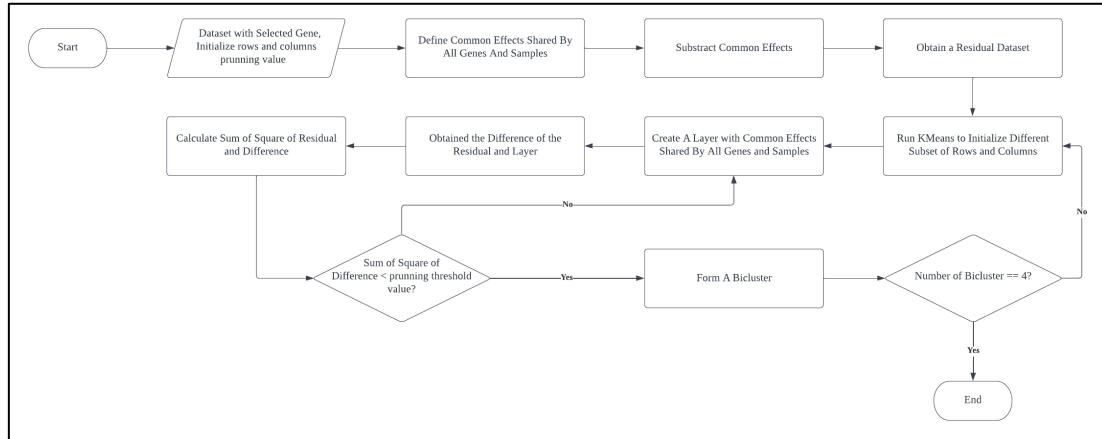 Start
Dataset with Selected Gene,
Initialize rows and columns
prunning value
Define Common Effects Shared By
All Genes And Samples
Substract Common Effects
Obtain a Residual Dataset
Calculate Sum of Square of Residual
and Difference
Obtained the Difference of the
Residual and Layer
Create A Layer with Common Effects
Shared By All Genes and Samples
Run KMeans to Initialize Different
Subset of Rows and Columns
No
No
Sum of Square of
Difference < prunning threshold
value?
Yes
Form A Bicluster
Number of Bicluster == 4?
Yes
End